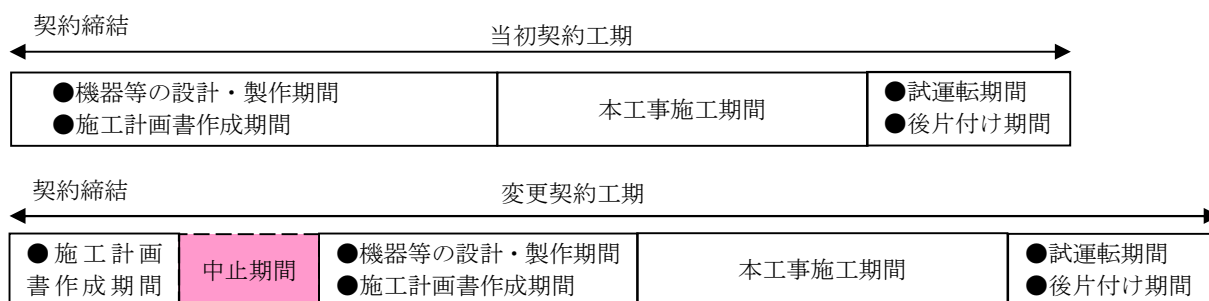 契約締結
当初契約工期
●機器等の設計・製作期間
●施工計画書作成期間
本工事施工期間
●試運転期間
●後片付け期間
契約締結
変更契約工期
●施工計画
書作成期間
中止期間
●機器等の設計・製作期間
●施工計画書作成期間
本工事施工期間
●試運転期間
●後片付け期間